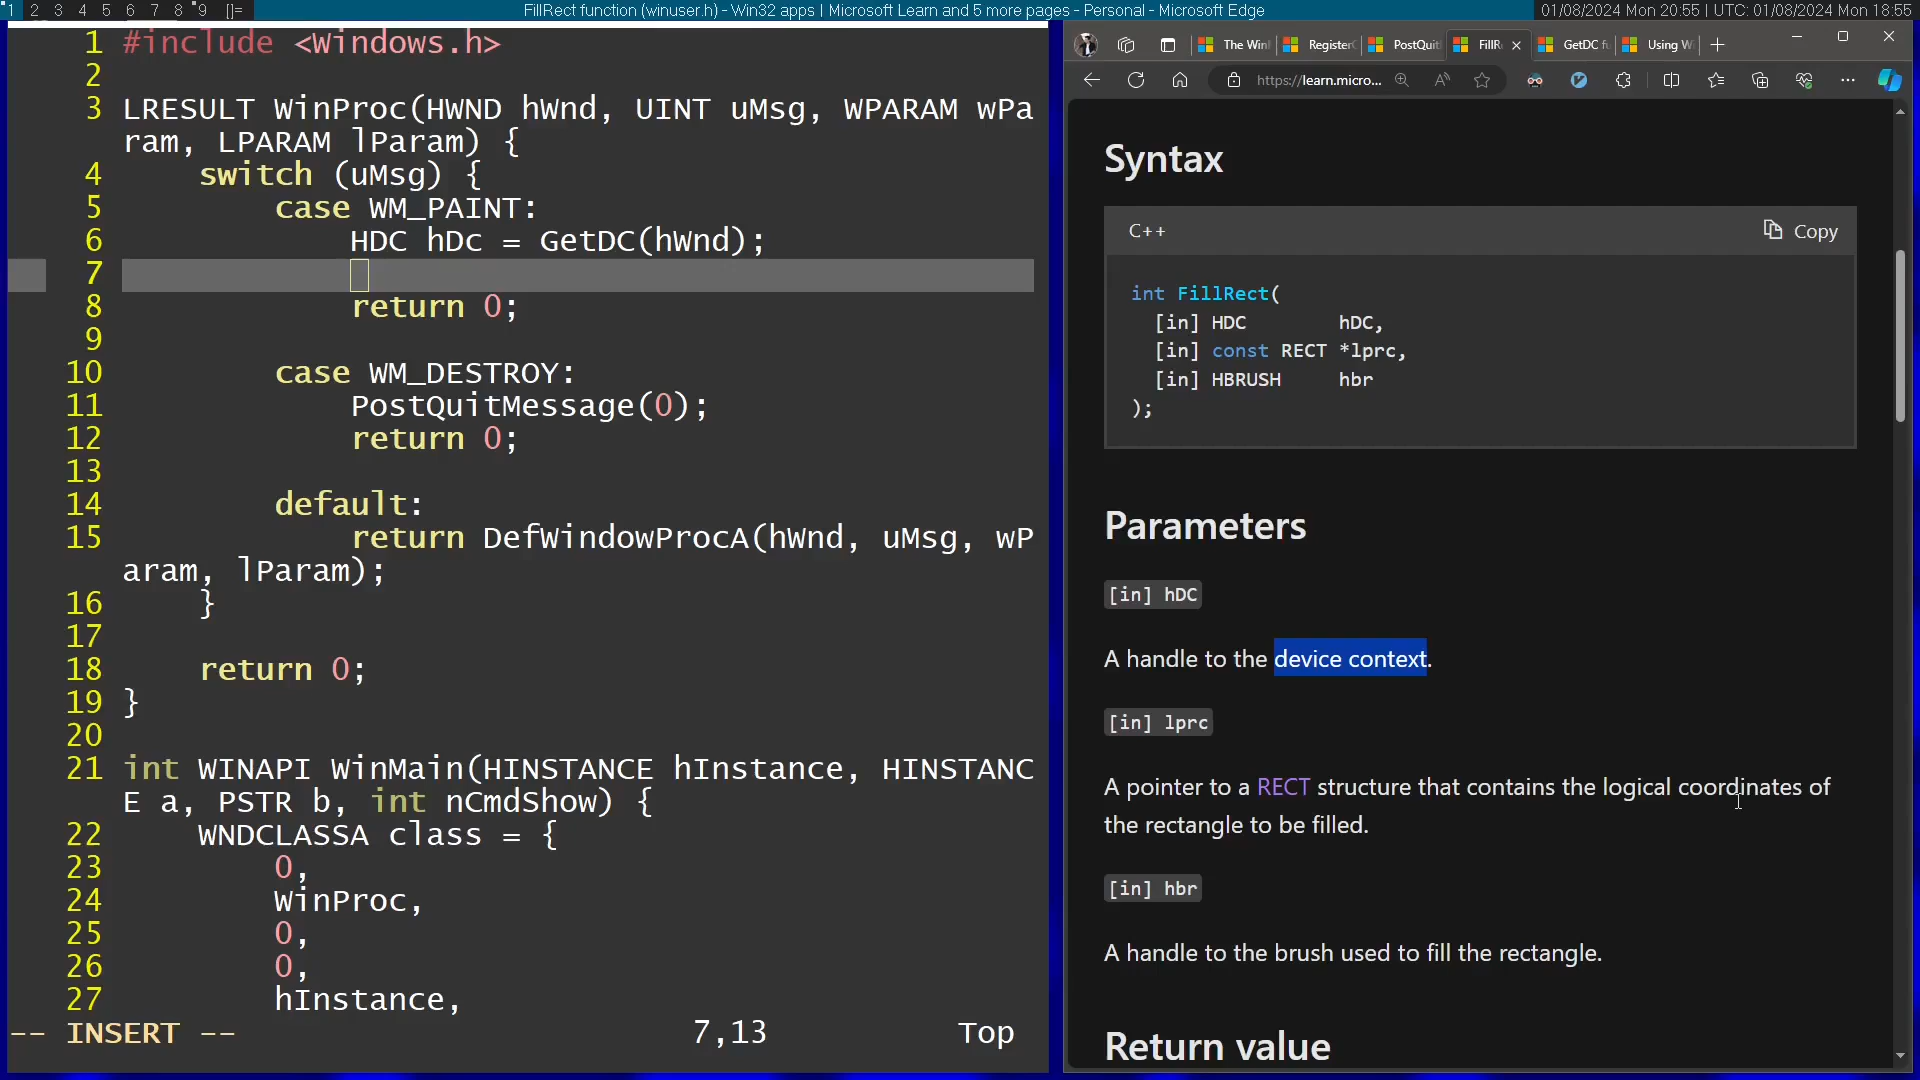 1 2 3 4 5 6 7 8 9 []= FillRect function (winuser.h) - Win32 apps | Microsoft Learn and 5 more pages - Personal - Microsoft Edge 01/08/2024 Mon 20:55 | UTC: 01/08/2024 Mon 18:55
1 #include <Windows.h>
2
3 LRESULT WinProc(HWND hWnd, UINT uMsg, WPARAM wPa
ram, LPARAM lParam) {
4 switch (uMsg) {
5 case WM_PAINT:
6 HDC hDc = GetDC(hWnd);
7
8 return 0;
9
10 case WM_DESTROY:
11 PostQuitMessage(0);
12 return 0;
13
14 default:
15 return DefWindowProcA(hWnd, uMsg, wP
aram, lParam);
16 }
17
18 return 0;
19 }
20
21 int WINAPI WinMain(HINSTANCE hInstance, HINSTANC
E a, PSTR b, int nCmdShow) {
22 WNDCLASSA class = {
23 0,
24 WinProc,
25 0,
26 0,
27 hInstance,
-- INSERT -- 7,13 Top
The Win Register PostQuit FillR GetDC fu Using W
https://learn.micro...
Syntax
C++ Copy
int FillRect(
[in] HDC hDC,
[in] const RECT *lprc,
[in] HBRUSH hbr
);
Parameters
[in] hDC
A handle to the device context.
[in] lprc
A pointer to a RECT structure that contains the logical coordinates of
the rectangle to be filled.
[in] hbr
A handle to the brush used to fill the rectangle.
Return value